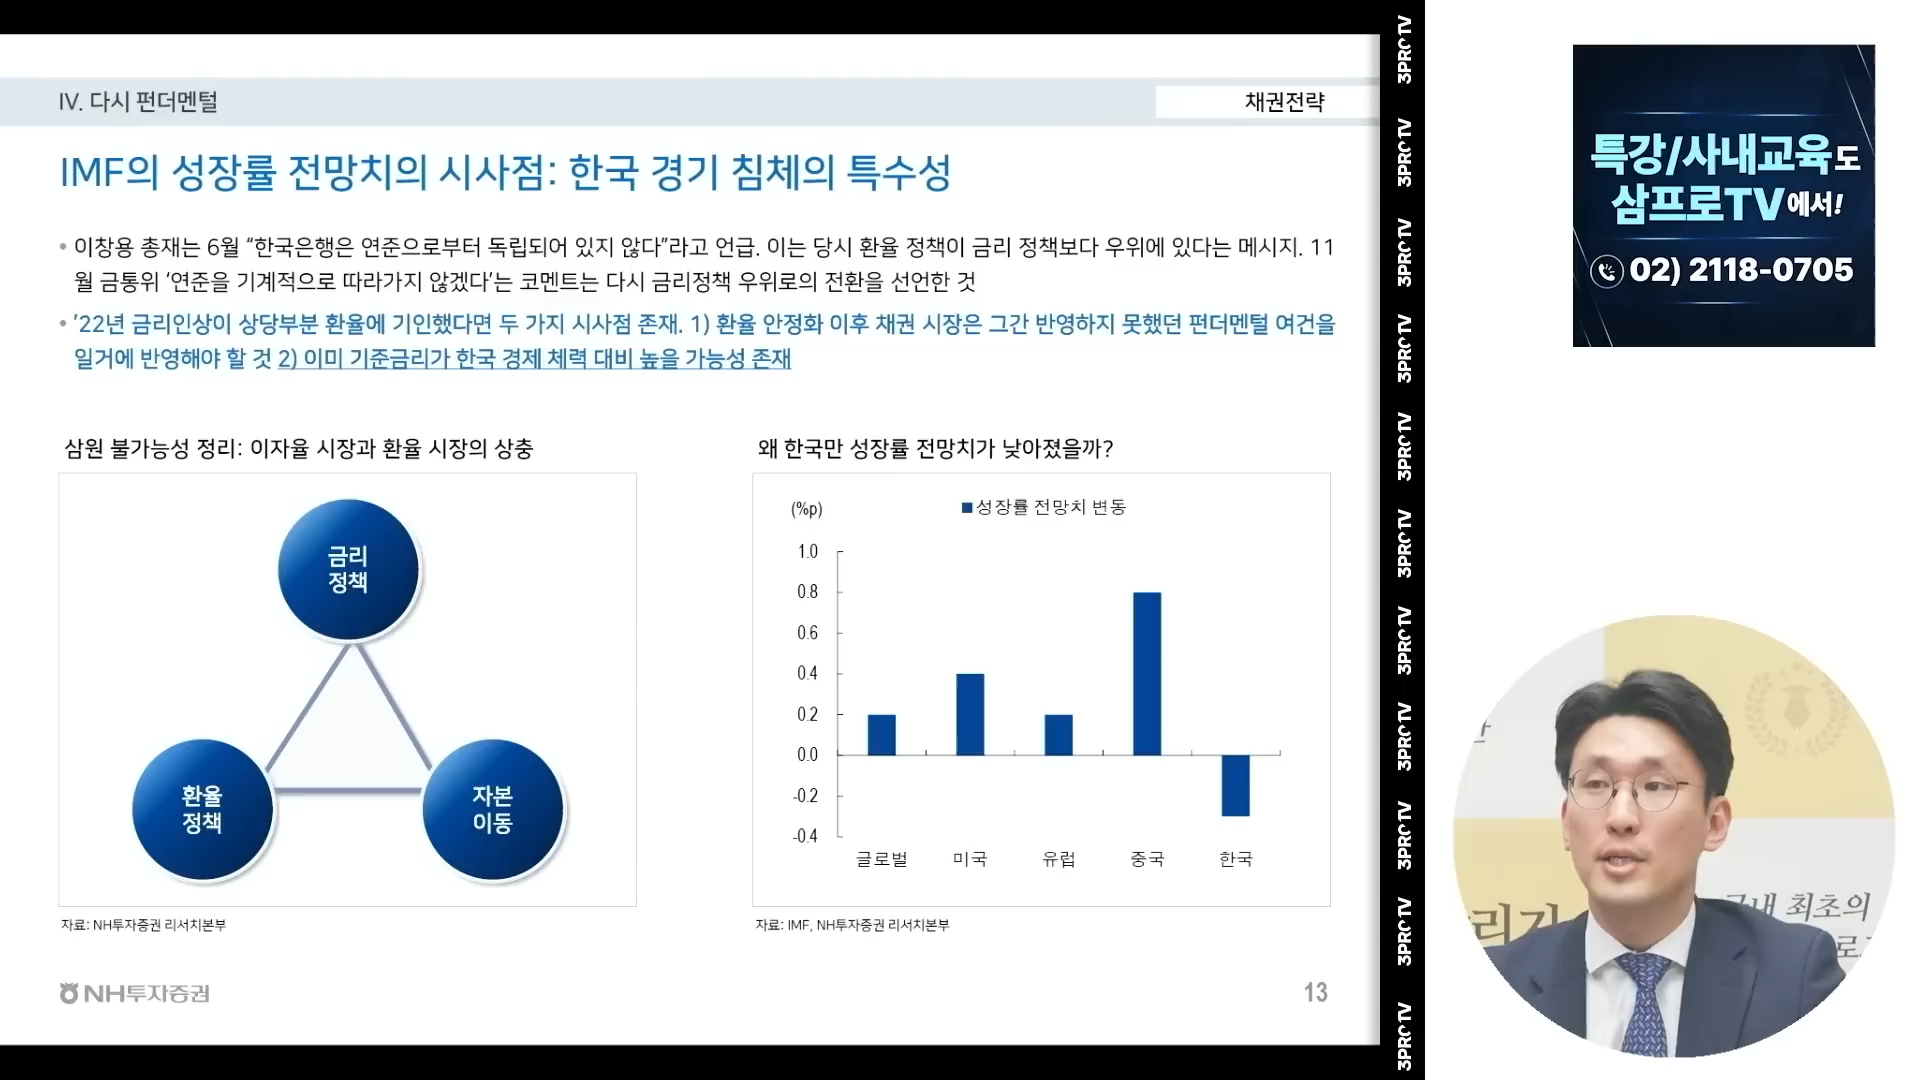 IV. 다시 펀더멘털
채권전략
IMF의 성장률 전망치의 시사점: 한국 경기 침체의 특수성
• 이창용 총재는 6월 “한국은행은 연준으로부터 독립되어 있지 않다”라고 언급. 이는 당시 환율 정책이 금리 정책보다 우위에 있다는 메시지. 11
월 금통위 ‘연준을 기계적으로 따라가지 않겠다’는 코멘트는 다시 금리정책 우위로의 전환을 선언한 것
• ’22년 금리인상이 상당부분 환율에 기인했다면 두 가지 시사점 존재. 1) 환율 안정화 이후 채권 시장은 그간 반영하지 못했던 펀더멘털 여건을
일거에 반영해야 할 것 2) 이미 기준금리가 한국 경제 체력 대비 높을 가능성 존재
삼원 불가능성 정리: 이자율 시장과 환율 시장의 상충
금리
정책
환율
정책
자본
이동
자료: NH투자증권 리서치본부
왜 한국만 성장률 전망치가 낮아졌을까?
(%p)
성장률 전망치 변동
1.0
0.8
0.6
0.4
0.2
0.0
-0.2
-0.4
글로벌 미국 유럽 중국 한국
자료: IMF, NH투자증권 리서치본부
NH투자증권
13
3PROTV
3PROTV
3PROTV
3PROTV
3PROTV
3PROTV
3PROTV
3PROTV
3PROTV
3PROTV
3PROTV
특강/사내교육도
삼프로TV에서!
02) 2118-0705
국내 최초의